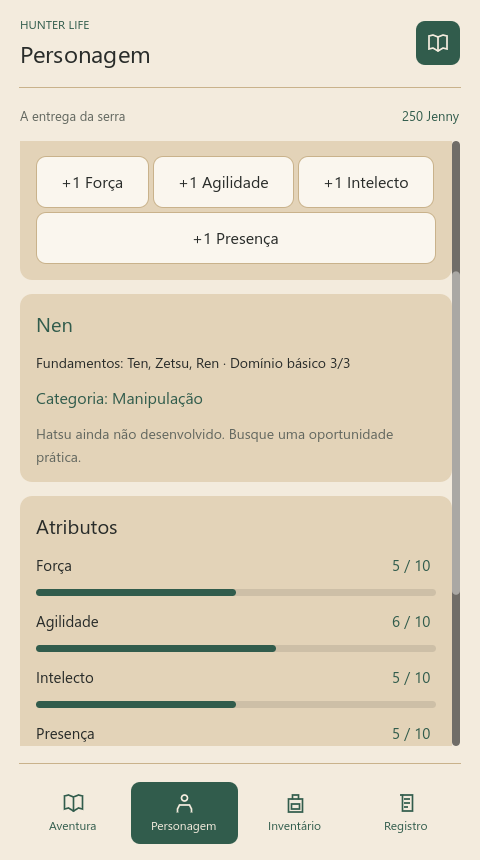 HUNTER LIFE
Personagem
A entrega da serra
250 Jenny
+1 Força
+1 Agilidade
+1 Intelecto
+1 Presença
Nen
Fundamentos: Ten, Zetsu, Ren · Domínio básico 3/3
Categoria: Manipulação
Hatsu ainda não desenvolvido. Busque uma oportunidade
prática.
Atributos
Força
5 / 10
Agilidade
6 / 10
Intelecto
5 / 10
Presença
5 / 10
Aventura
Personagem
Inventário
Registro